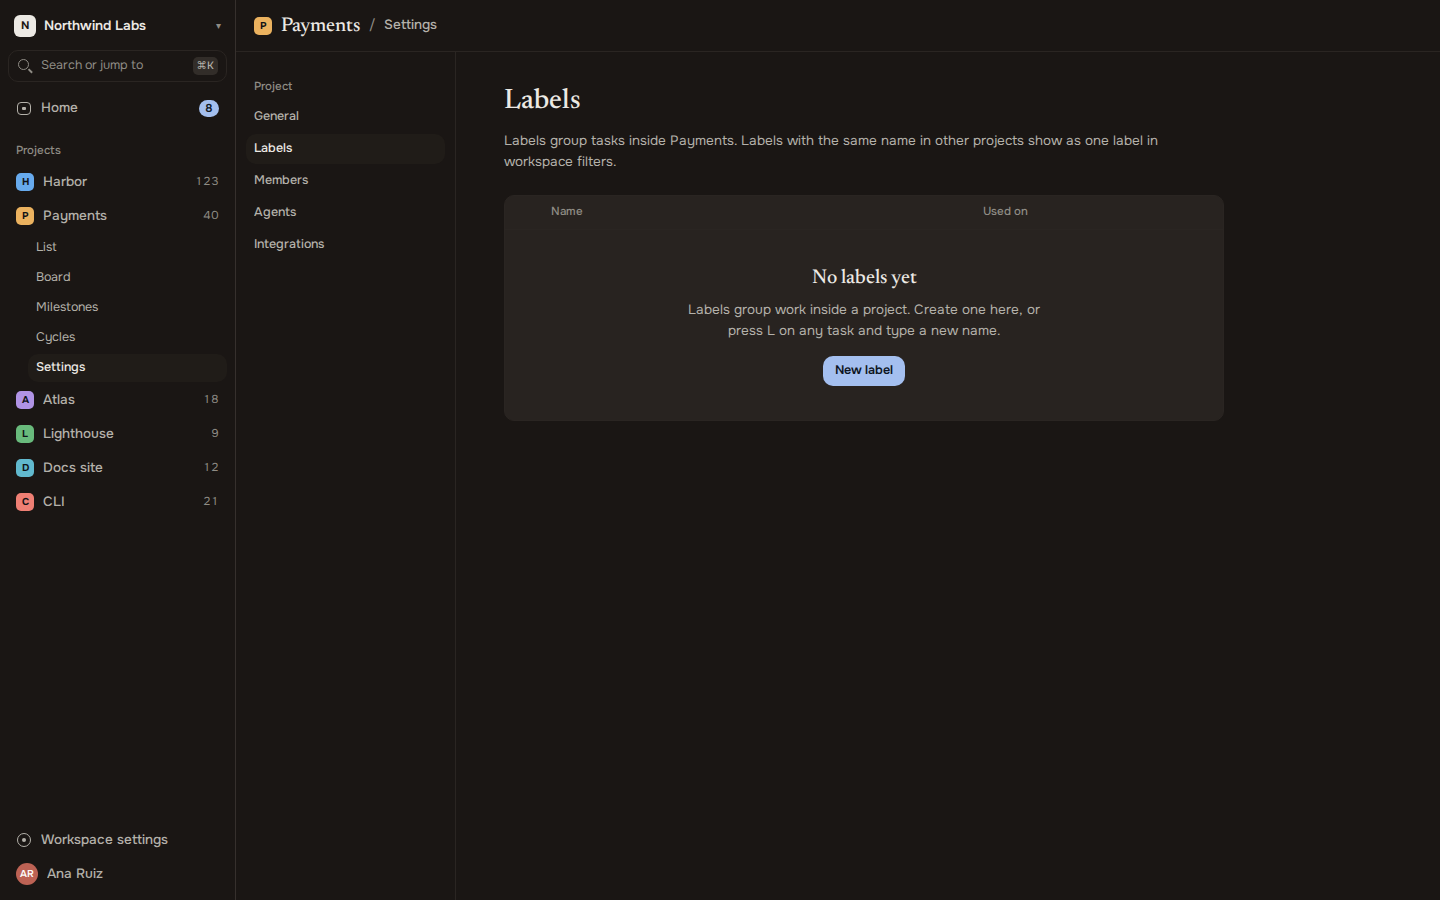 N Northwind Labs ▾
Search or jump to ⌘K
Home 8
Projects
H Harbor 123
P Payments 40
List
Board
Milestones
Cycles
Settings
A Atlas 18
L Lighthouse 9
D Docs site 12
C CLI 21
Workspace settings
AR Ana Ruiz
P Payments / Settings
Project
General
Labels
Members
Agents
Integrations
Labels
Labels group tasks inside Payments. Labels with the same name in other projects show as one label in
workspace filters.
Name Used on
No labels yet
Labels group work inside a project. Create one here, or
press L on any task and type a new name.
New label